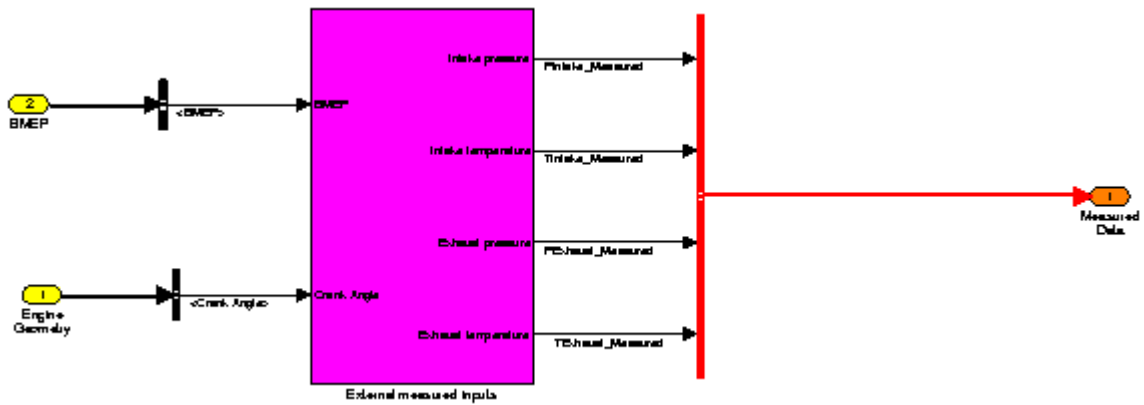 Intake pressure
PIntake_Measured
2
BMEP
<BMEP>
BMEP
Intake temperature
TIntake_Measured
1
Measured
Data
Exhaust pressure
PExhaust_Measured
1
Engine
Geometry
<Crank Angle>
Crank Angle
Exhaust temperature
TExhaust_Measured
External measured inputs